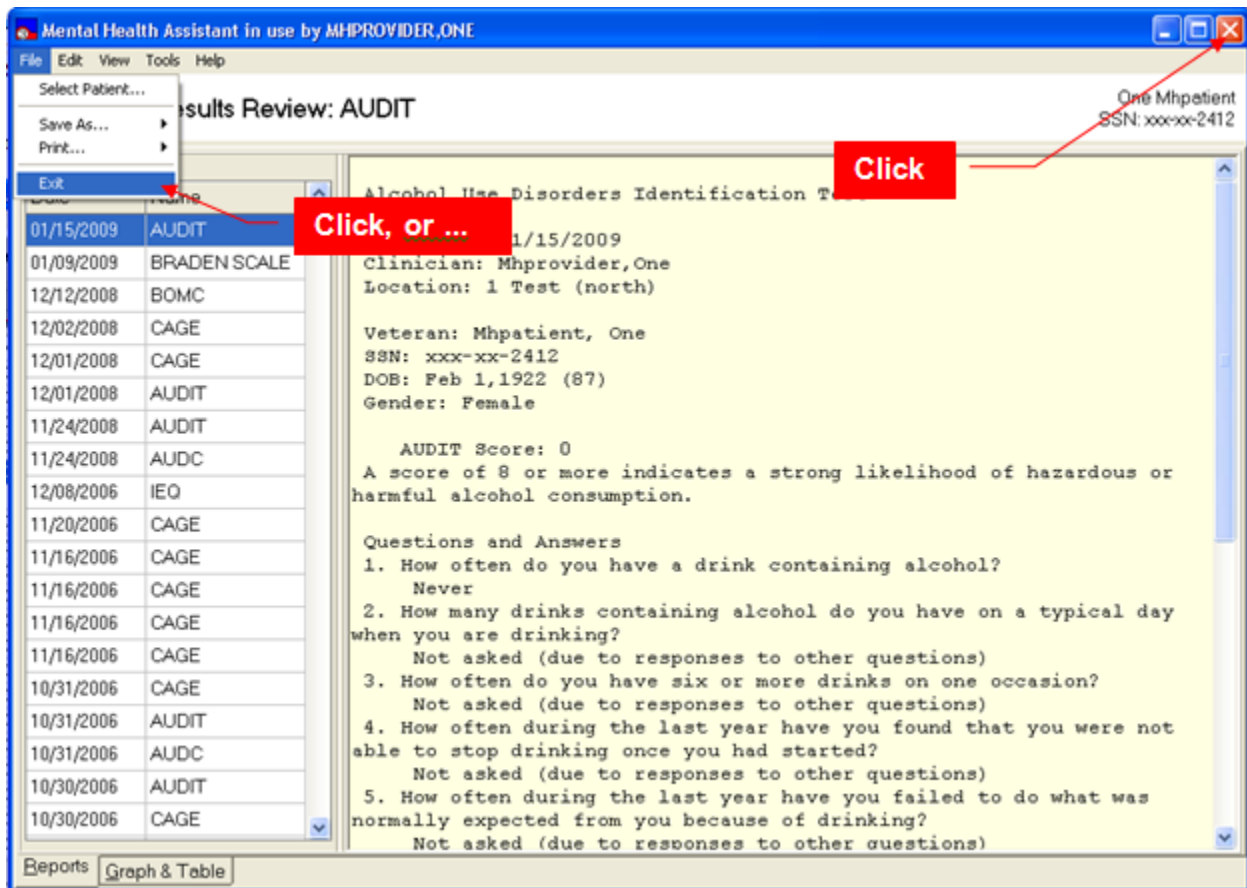 Mental Health Assistant in use by MHPROVIDER,ONE
File Edit View Tools Help
Select Patient...
Save As...
Print...
Exit
sults Review: AUDIT
One Mhpatient
SSN: xxx-xx-2412
Click
Click, or ...
Date Name
01/15/2009 AUDIT
01/09/2009 BRADEN SCALE
12/12/2008 BOMC
12/02/2008 CAGE
12/01/2008 CAGE
12/01/2008 AUDIT
11/24/2008 AUDIT
11/24/2008 AUDC
12/08/2006 IEQ
11/20/2006 CAGE
11/16/2006 CAGE
11/16/2006 CAGE
11/16/2006 CAGE
11/16/2006 CAGE
10/31/2006 CAGE
10/31/2006 AUDIT
10/31/2006 AUDC
10/30/2006 AUDIT
10/30/2006 CAGE
Alcohol Use Disorders Identification
1/15/2009
Clinician: Mhprovider,One
Location: 1 Test (north)
Veteran: Mhpatient, One
SSN: xxx-xx-2412
DOB: Feb 1,1922 (87)
Gender: Female
AUDIT Score: 0
A score of 8 or more indicates a strong likelihood of hazardous or
harmful alcohol consumption.
Questions and Answers
1. How often do you have a drink containing alcohol?
Never
2. How many drinks containing alcohol do you have on a typical day
when you are drinking?
Not asked (due to responses to other questions)
3. How often do you have six or more drinks on one occasion?
Not asked (due to responses to other questions)
4. How often during the last year have you found that you were not
able to stop drinking once you had started?
Not asked (due to responses to other questions)
5. How often during the last year have you failed to do what was
normally expected from you because of drinking?
Not asked (due to responses to other questions)
Reports Graph & Table